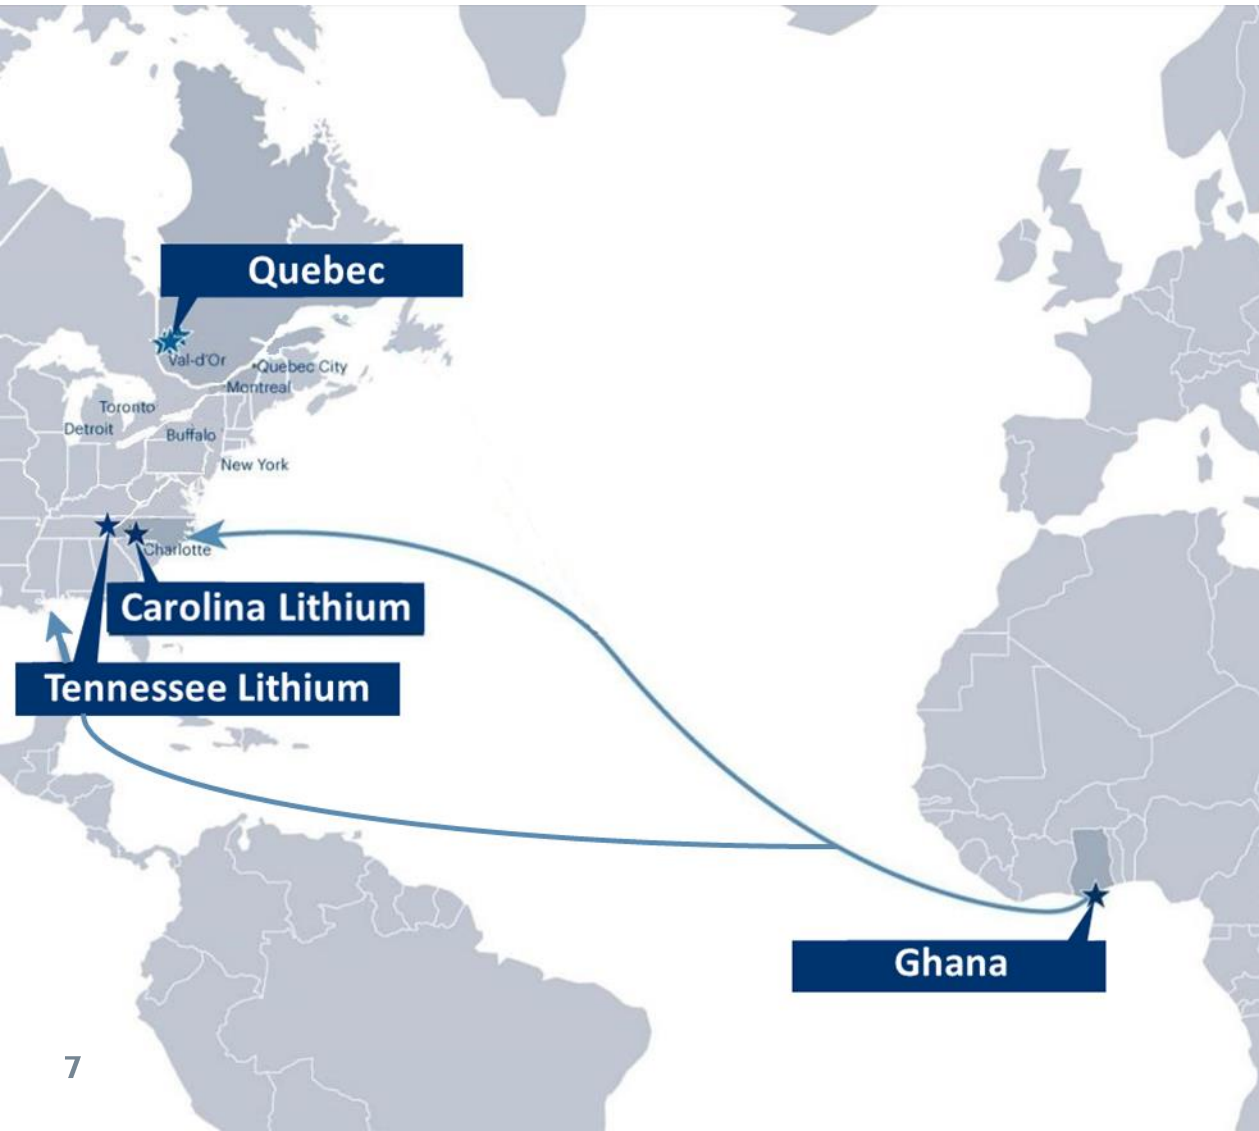 Quebec
Val-d'Or
Quebec City
Montreal
Toronto
Detroit
Buffalo
New York
Charlotte
Carolina Lithium
Tennessee Lithium
Ghana
7